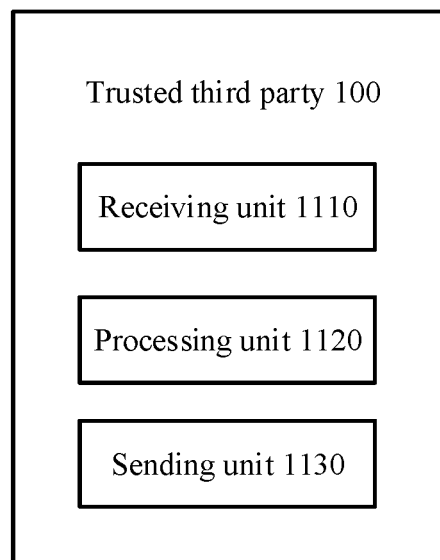 Trusted third party 100
Receiving unit 1110
Processing unit 1120
Sending unit 1130